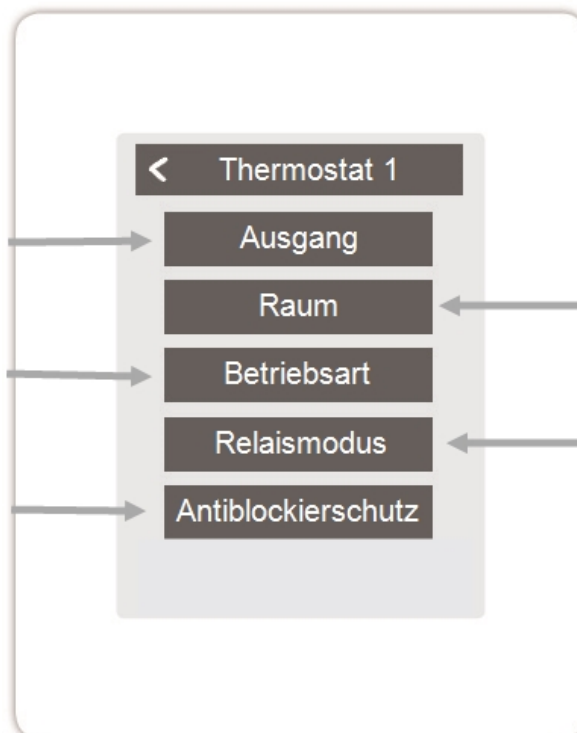 < Thermostat 1
Ausgang
Raum
Betriebsart
Relaismodus
Antiblockierschutz